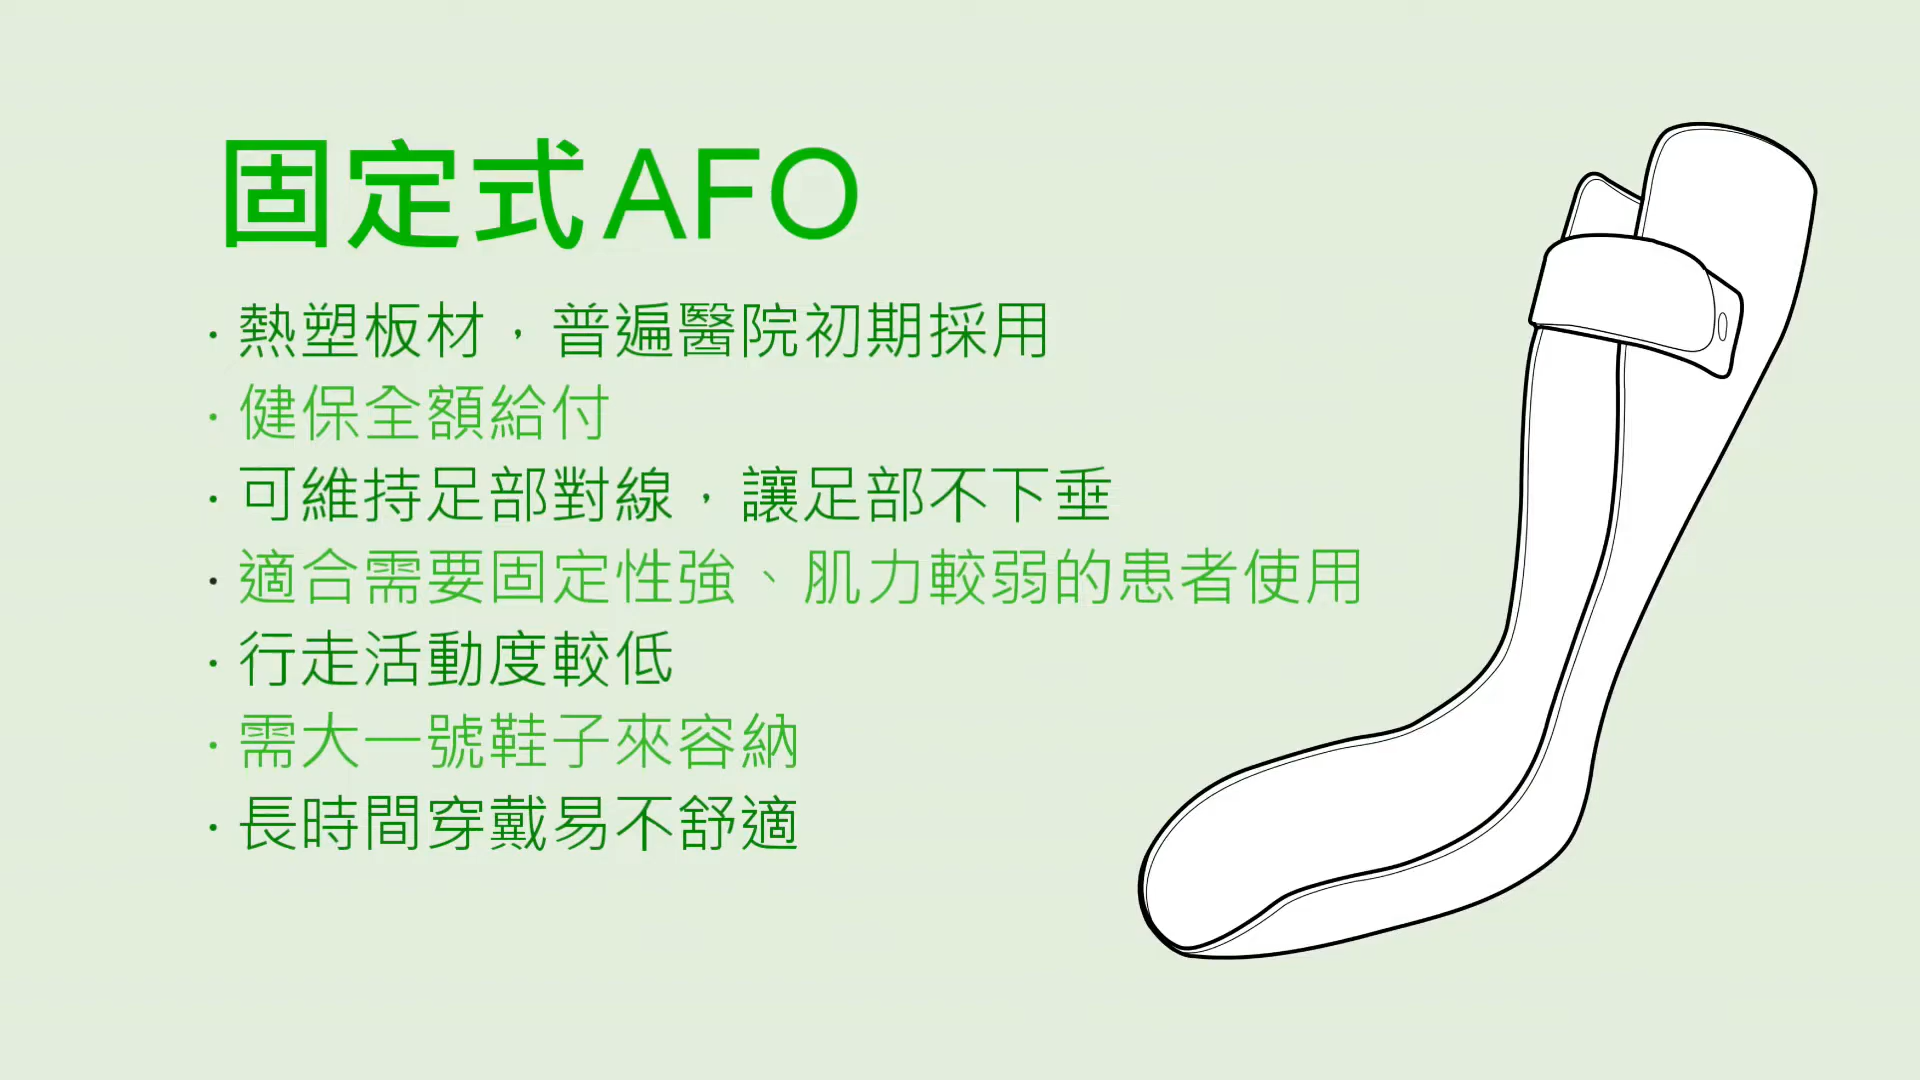 固定式AFO
· 熱塑板材，普遍醫院初期採用
· 健保全額給付
· 可維持足部對線，讓足部不下垂
· 適合需要固定性強、肌力較弱的患者使用
· 行走活動度較低
· 需大一號鞋子來容納
· 長時間穿戴易不舒適